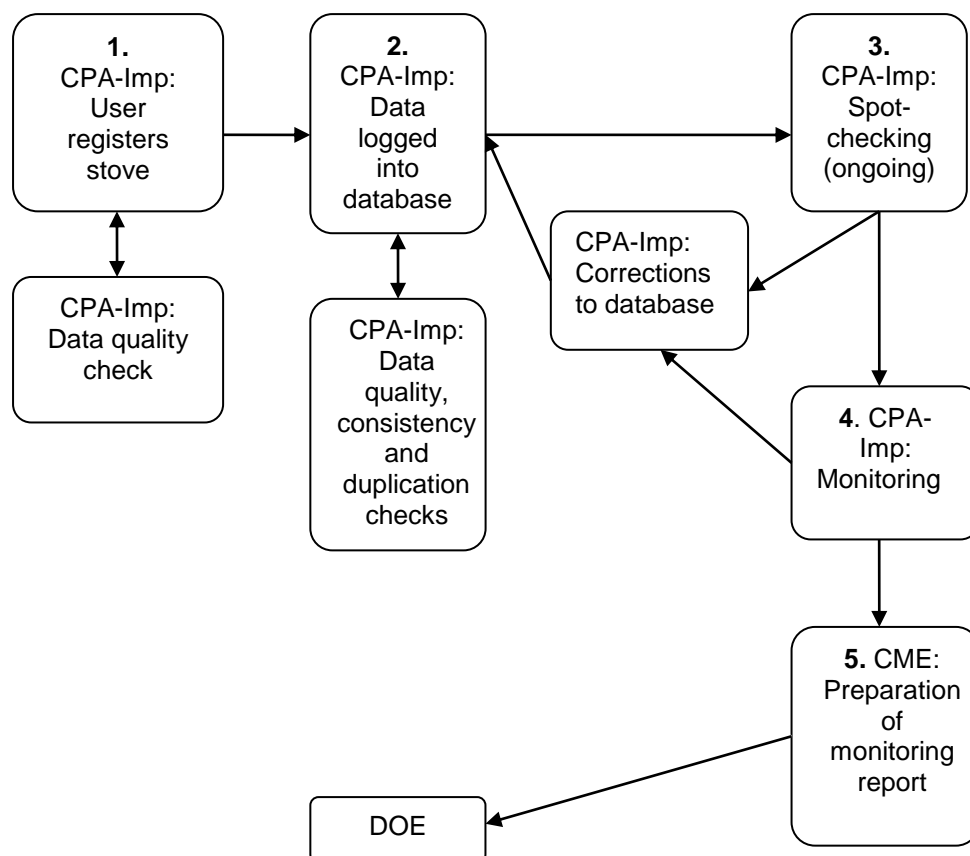 1.
CPA-Imp:
User
registers
stove
2.
CPA-Imp:
Data
logged
into
database
3.
CPA-Imp:
Spot-
checking
(ongoing)
CPA-Imp:
Corrections
to database
CPA-Imp:
Data quality
check
CPA-Imp:
Data
quality,
consistency
and
duplication
checks
4. CPA-
Imp:
Monitoring
5. CME:
Preparation
of
monitoring
report
DOE